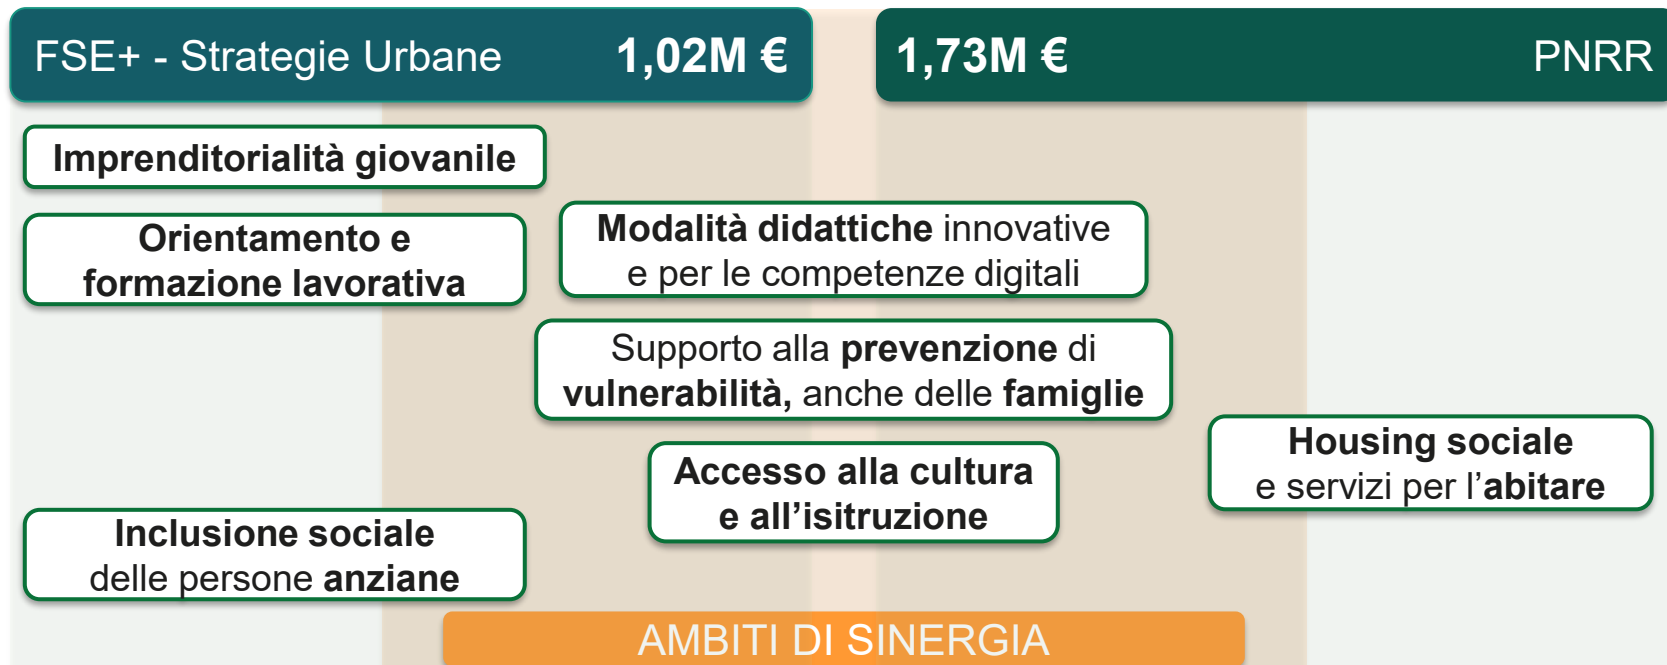 FSE+ - Strategie Urbane 1,02M €
1,73M € PNRR
Imprenditorialità giovanile
Orientamento e
formazione lavorativa
Modalità didattiche innovative
e per le competenze digitali
Supporto alla prevenzione di
vulnerabilità, anche delle famiglie
Accesso alla cultura
e all'isitruzione
Housing sociale
e servizi per l'abitare
Inclusione sociale
delle persone anziane
AMBITI DI SINERGIA